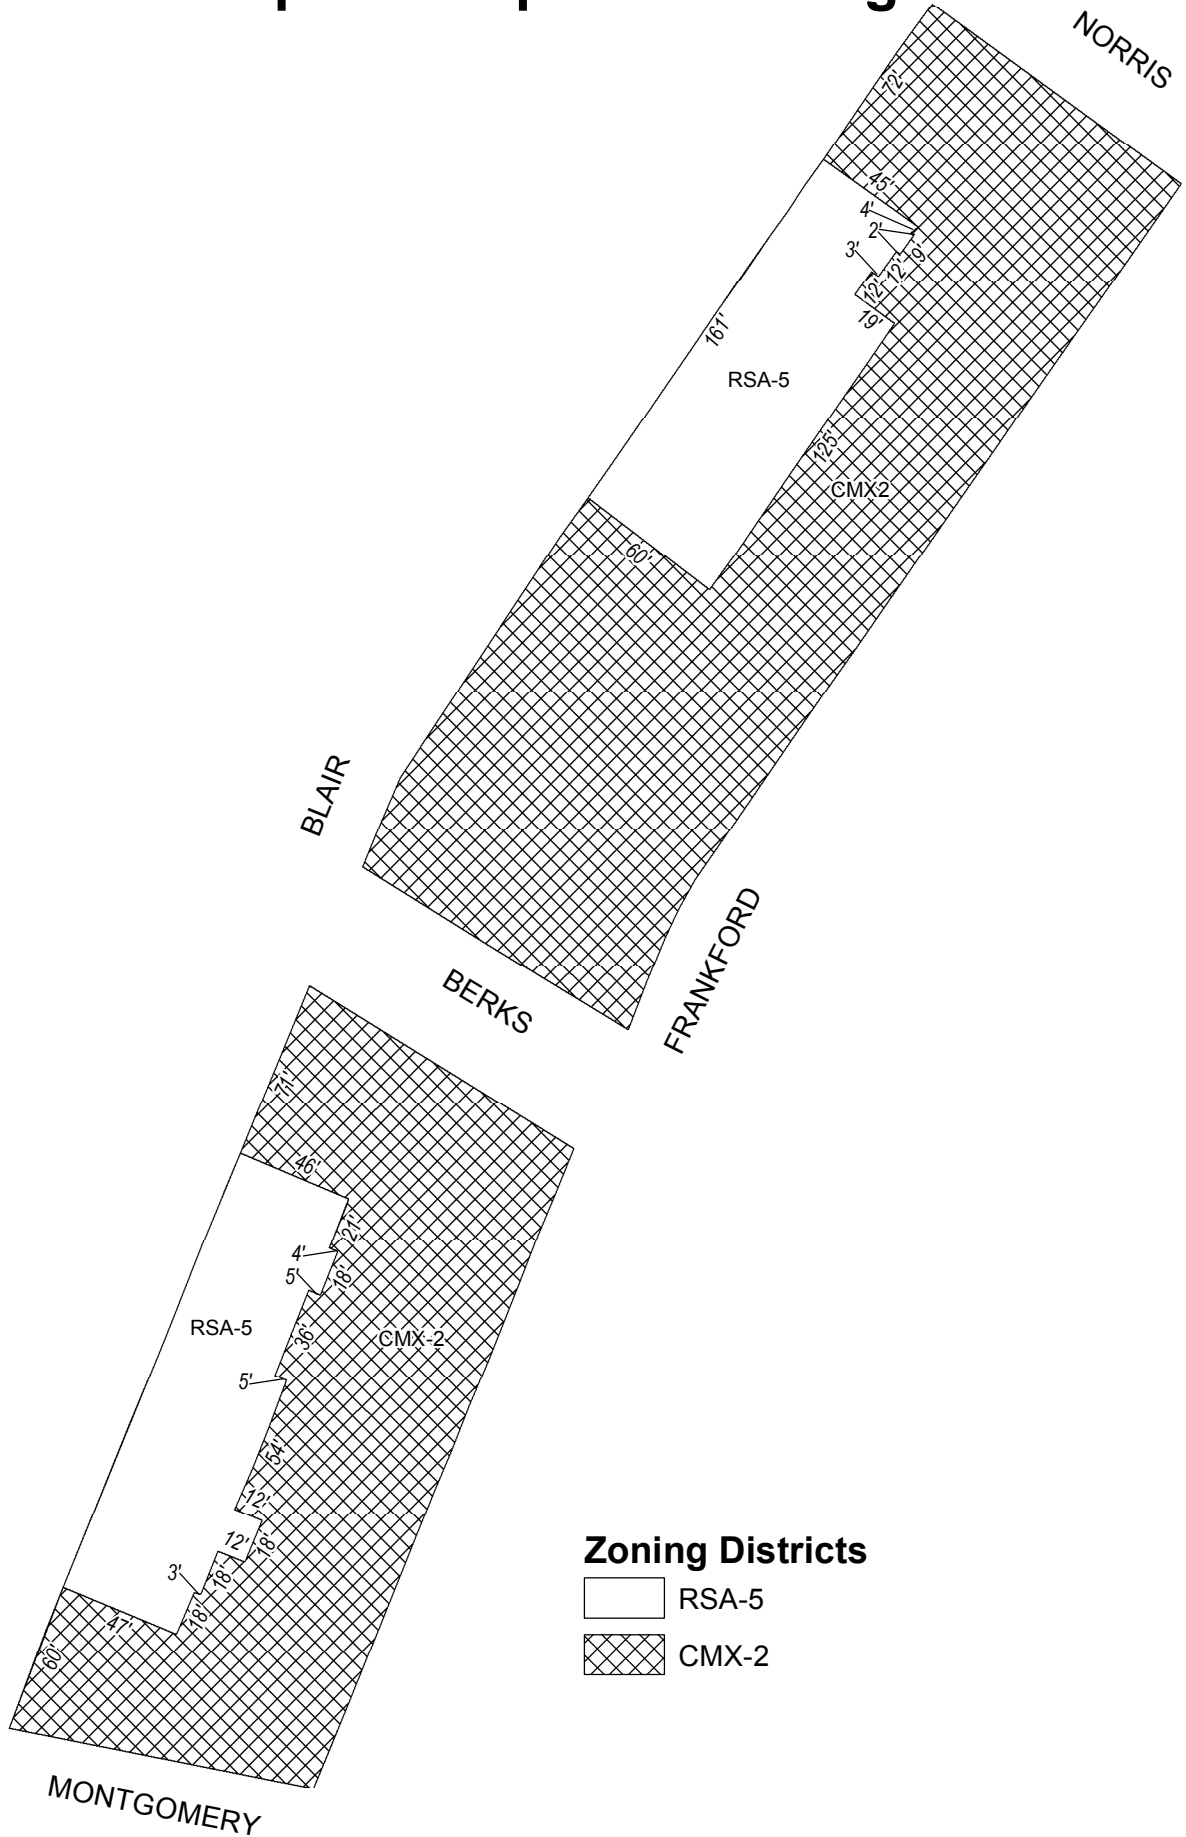 NORRIS
72'
45'
4'
2'
3'
9'
12'
12'
19'
161'
RSA-5
125'
CMX2
60'
BLAIR
FRANKFORD
BERKS
71'
46'
21'
4'
5'
18'
RSA-5
36'
CMX-2
5'
54'
12'
12'
18'
3'
18'
18'
47'
60'
Zoning Districts
RSA-5
CMX-2
MONTGOMERY